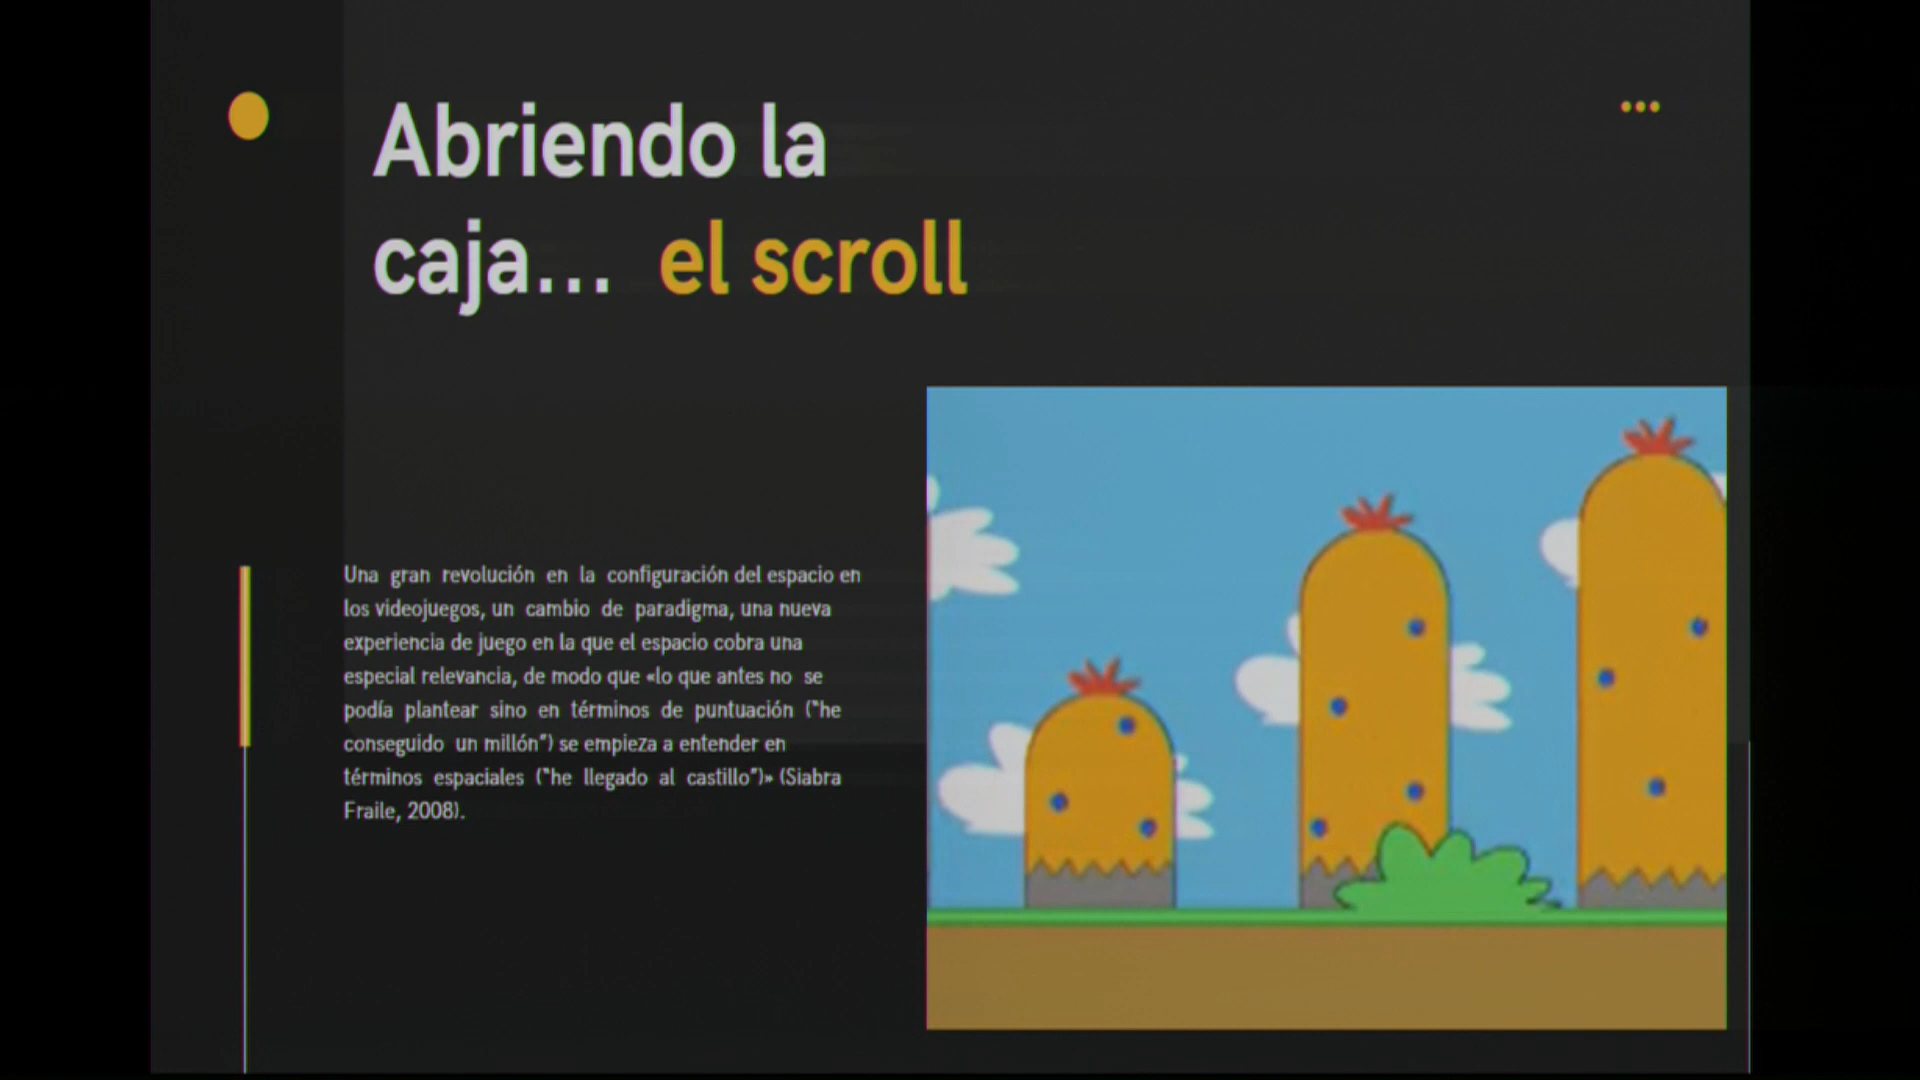 Abriendo la
caja... el scroll
Una gran revolución en la configuración del espacio en
los videojuegos, un cambio de paradigma, una nueva
experiencia de juego en la que el espacio cobra una
especial relevancia, de modo que «lo que antes no se
podía plantear sino en términos de puntuación ("he
conseguido un millón") se empieza a entender en
términos espaciales ("he llegado al castillo")» (Siabra
Fraile, 2008).